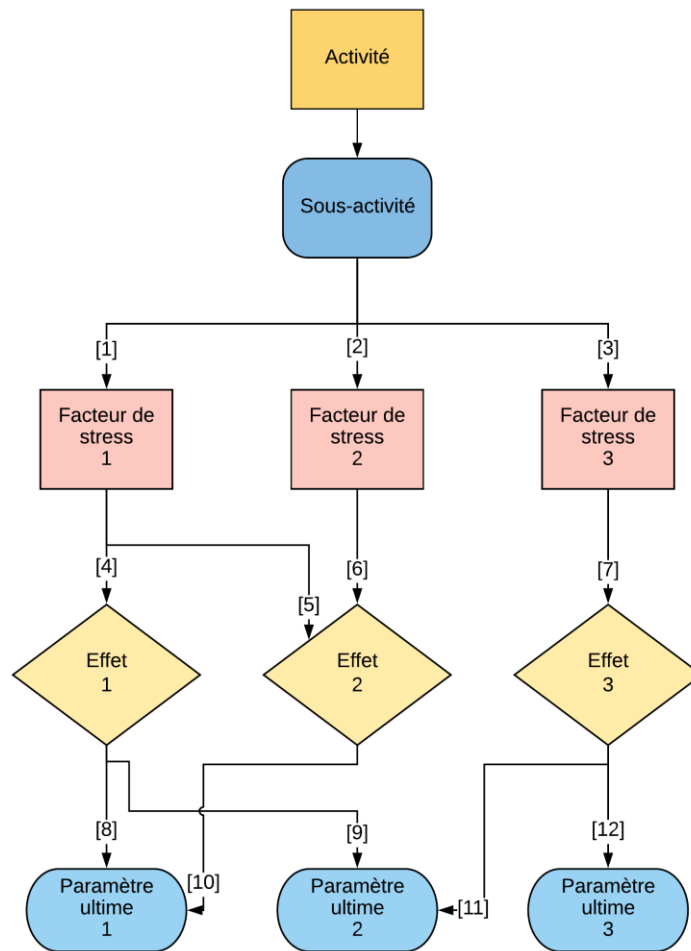 Activité
Sous-activité
[1]
[2]
[3]
Facteur de
stress
1
Facteur de
stress
2
Facteur de
stress
3
[4]
[5]
[6]
[7]
Effet
1
Effet
2
Effet
3
[8]
[9]
[10]
[11]
[12]
Paramètre
ultime
1
Paramètre
ultime
2
Paramètre
ultime
3